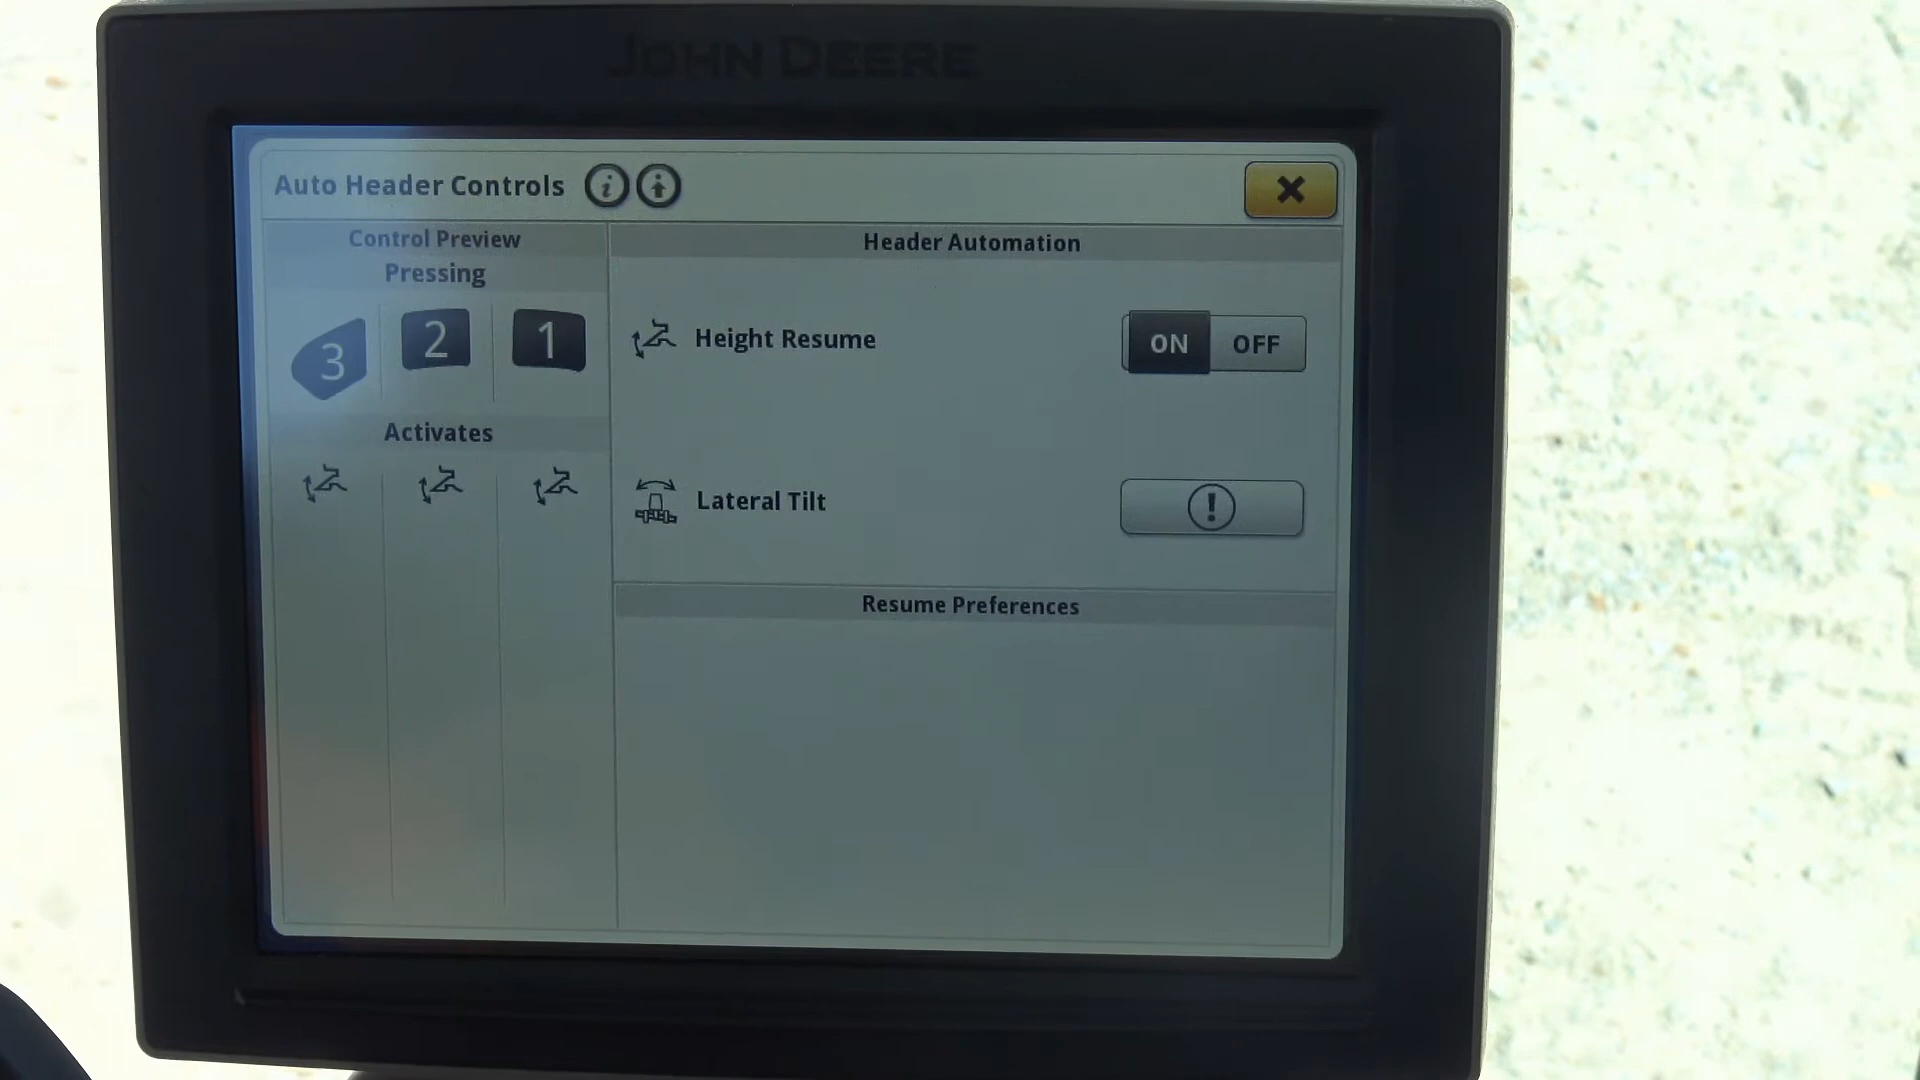 JOHN DEERE
Auto Header Controls
Control Preview
Pressing
3 2 1
Activates
Header Automation
Height Resume ON OFF
Lateral Tilt
Resume Preferences